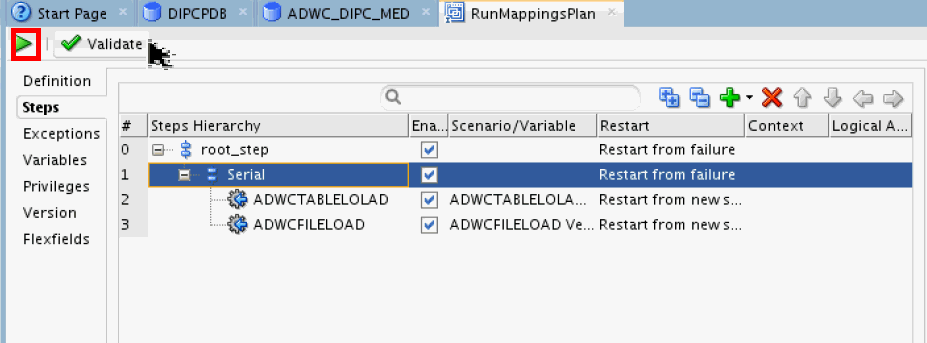 Start Page DIPCPDB ADWC_DIPC_MED RunMappingsPlan
Validate
Definition
Steps
Exceptions
Variables
Privileges
Version
Flexfields
# Steps Hierarchy Ena... Scenario/Variable Restart Context Logical A...
0 root_step Restart from failure
1 Serial Restart from failure
2 ADWCTABLELOLAD ADWCTABLELOLA... Restart from new s...
3 ADWCFILELOAD ADWCFILELOAD Ve... Restart from new s...